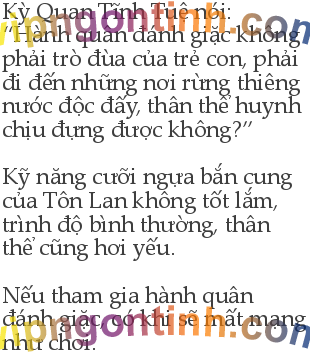 Kỳ Quan Tĩnh Tuệ nói:
“Hành quân đánh giặc không
phải trò đùa của trẻ con, phải
đi đến những nơi rừng thiêng
nước độc đấy, thân thể huynh
chịu đựng được không?”
Kỹ năng cưỡi ngựa bắn cung
của Tôn Lan không tốt lắm,
trình độ bình thường, thân
thể cũng hơi yếu.
Nếu tham gia hành quân
đánh giặc, có khi sẽ mất mạng
như chơi.
vipngontinh.com
vipngontinh.com